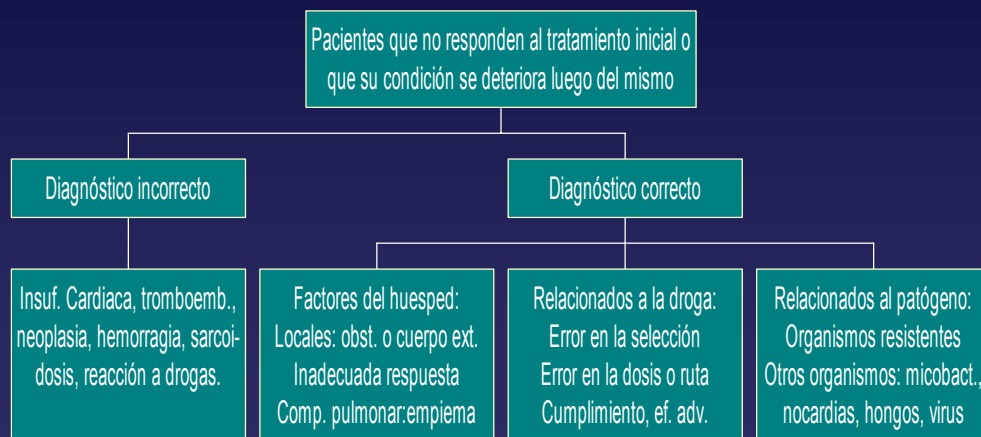 Pacientes que no responden al tratamiento inicial o
que su condición se deteriora luego del mismo
Diagnóstico incorrecto
Diagnóstico correcto
Insuf. Cardiaca, tromboemb.,
neoplasia, hemorragia, sarcoi-
dosis, reacción a drogas.
Factores del huesped:
Locales: obst. o cuerpo ext.
Inadecuada respuesta
Comp. pulmonar:empiema
Relacionados a la droga:
Error en la selección
Error en la dosis o ruta
Cumplimiento, ef. adv.
Relacionados al patógeno:
Organismos resistentes
Otros organismos: micobact.,
nocardias, hongos, virus